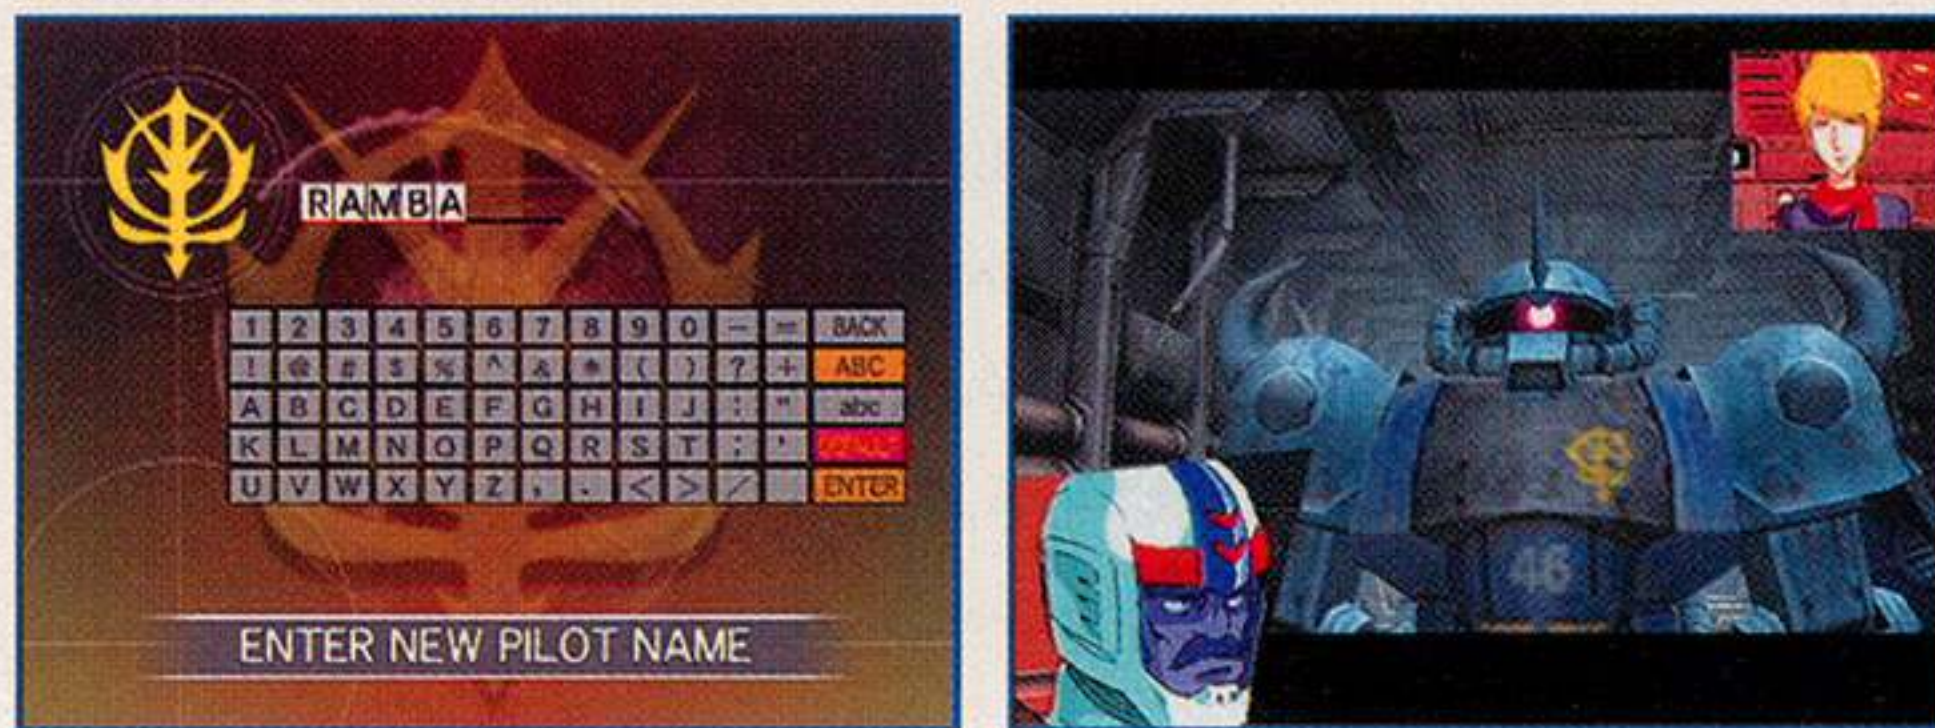 RAMBA
1 2 3 4 5 6 7 8 9 0 - = BACK
! @ # $ % ^ & * ( ) ? + ABC
A B C D E F G H I J : " abc
K L M N O P Q R S T ; '
U V W X Y Z , . < > / ENTER
ENTER NEW PILOT NAME
46